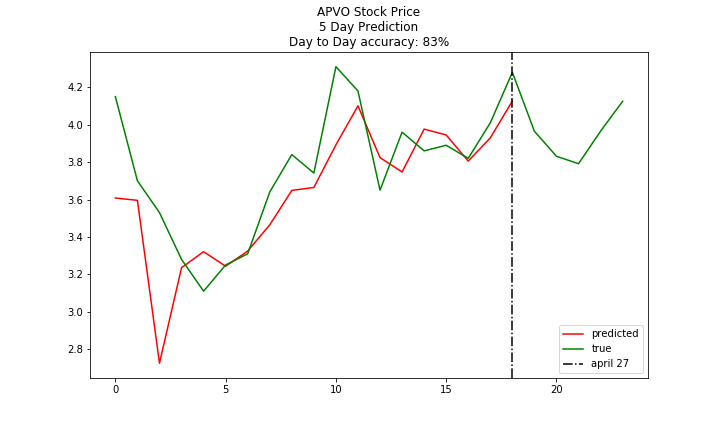 APVO Stock Price
5 Day Prediction
Day to Day accuracy: 83%
4.2
4.0
3.8
3.6
3.4
3.2
3.0
2.8
0
5
10
15
20
predicted
true
april 27